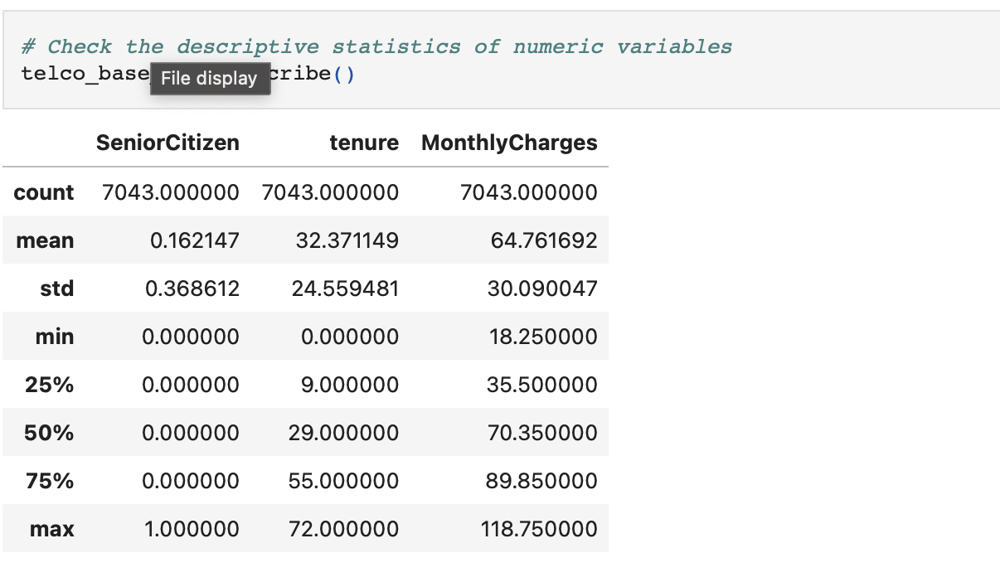 # Check the descriptive statistics of numeric variables
telco_base cribe()
File display
SeniorCitizen tenure MonthlyCharges
count 7043.000000 7043.000000 7043.000000
mean 0.162147 32.371149 64.761692
std 0.368612 24.559481 30.090047
min 0.000000 0.000000 18.250000
25% 0.000000 9.000000 35.500000
50% 0.000000 29.000000 70.350000
75% 0.000000 55.000000 89.850000
max 1.000000 72.000000 118.750000